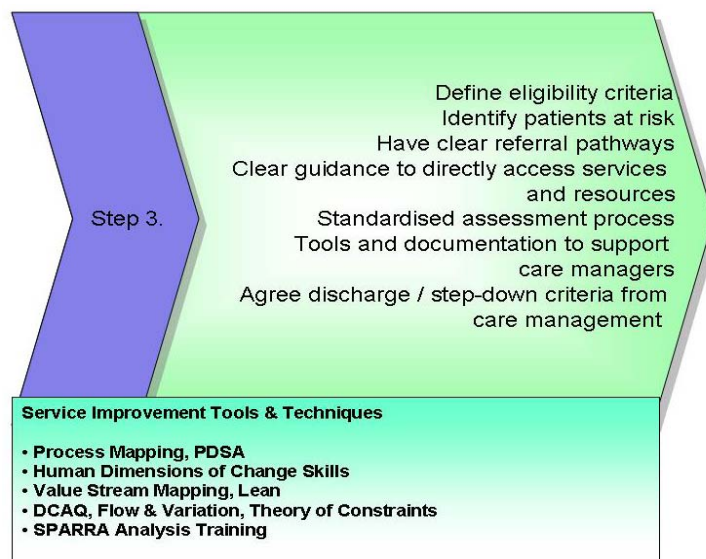 Step 3.
Define eligibility criteria
Identify patients at risk
Have clear referral pathways
Clear guidance to directly access services
and resources
Standardised assessment process
Tools and documentation to support
care managers
Agree discharge / step-down criteria from
care management
Service Improvement Tools & Techniques
• Process Mapping, PDSA
• Human Dimensions of Change Skills
• Value Stream Mapping, Lean
• DCAQ, Flow & Variation, Theory of Constraints
• SPARRA Analysis Training